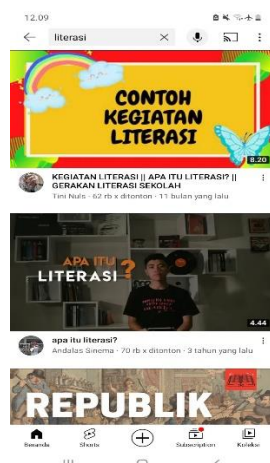 12.09
literasi
CONTOH
KEGIATAN
LITERASI
8.20
KEGIATAN LITERASI || APA ITU LITERASI? ||
GERAKAN LITERASI SEKOLAH
Tini Nuls · 62 rb x ditonton · 11 bulan yang lalu
APA ITU
LITERASI ?
4.44
apa itu literasi?
Andalas Sinema · 70 rb x ditonton · 3 tahun yang lalu
REPUBLIK
Beranda
Shorts
Subscription
Koleksi